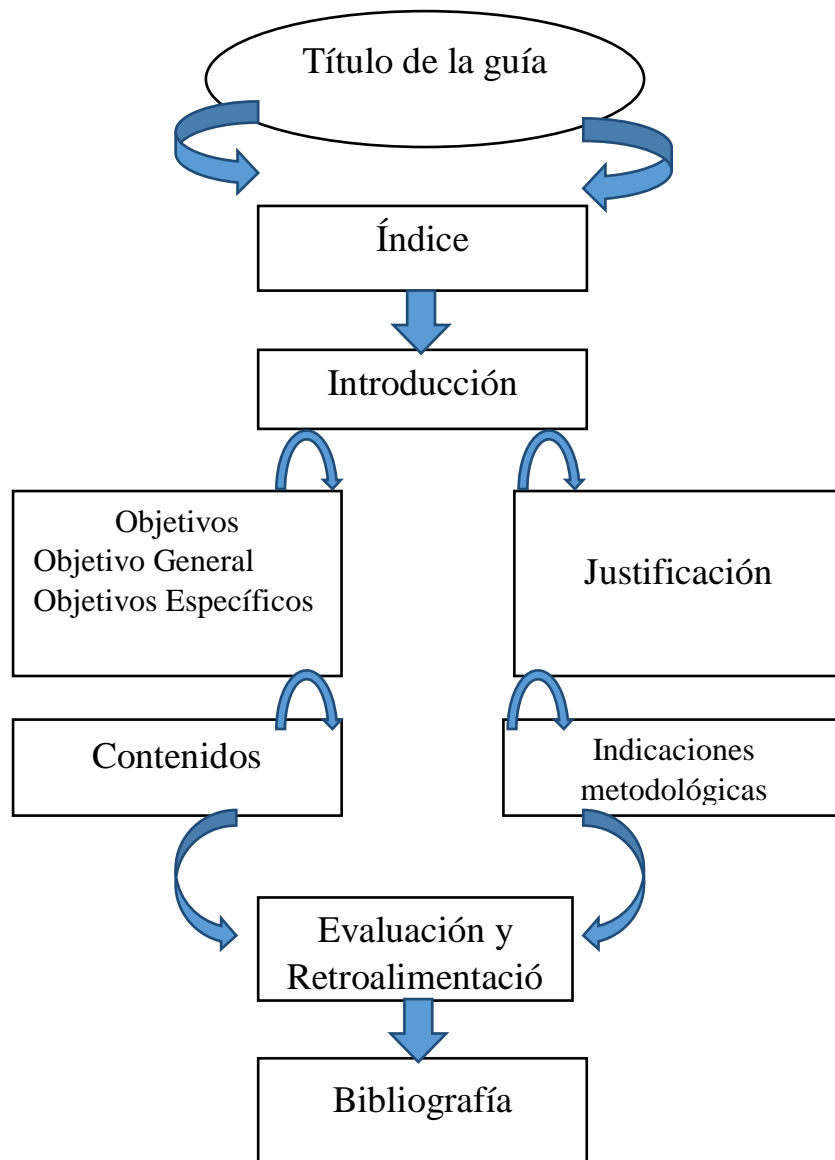 Título de la guía
Índice
Introducción
Objetivos
Objetivo General
Objetivos Específicos
Justificación
Contenidos
Indicaciones
metodológicas
Evaluación y
Retroalimentació
Bibliografía